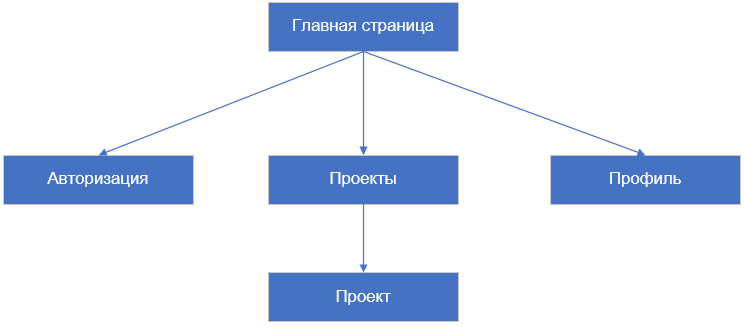 Главная страница
Авторизация
Проекты
Профиль
Проект